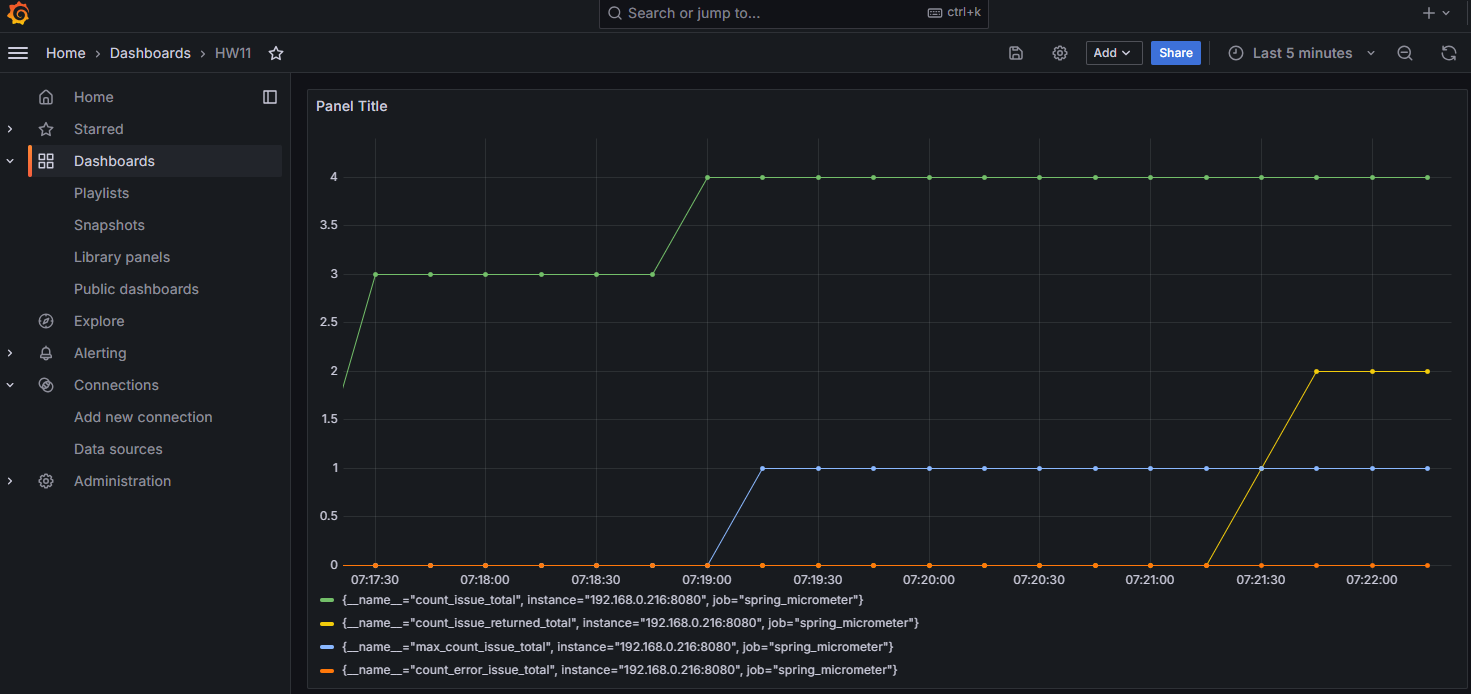 Search or jump to... ctrl+k
Home › Dashboards › HW11 Add Share Last 5 minutes
Home
Starred
Dashboards
Playlists
Snapshots
Library panels
Public dashboards
Explore
Alerting
Connections
Add new connection
Data sources
Administration
Panel Title
4
3.5
3
2.5
2
1.5
1
0.5
0
07:17:30 07:18:00 07:18:30 07:19:00 07:19:30 07:20:00 07:20:30 07:21:00 07:21:30 07:22:00
{__name__="count_issue_total", instance="192.168.0.216:8080", job="spring_micrometer"}
{__name__="count_issue_returned_total", instance="192.168.0.216:8080", job="spring_micrometer"}
{__name__="max_count_issue_total", instance="192.168.0.216:8080", job="spring_micrometer"}
{__name__="count_error_issue_total", instance="192.168.0.216:8080", job="spring_micrometer"}